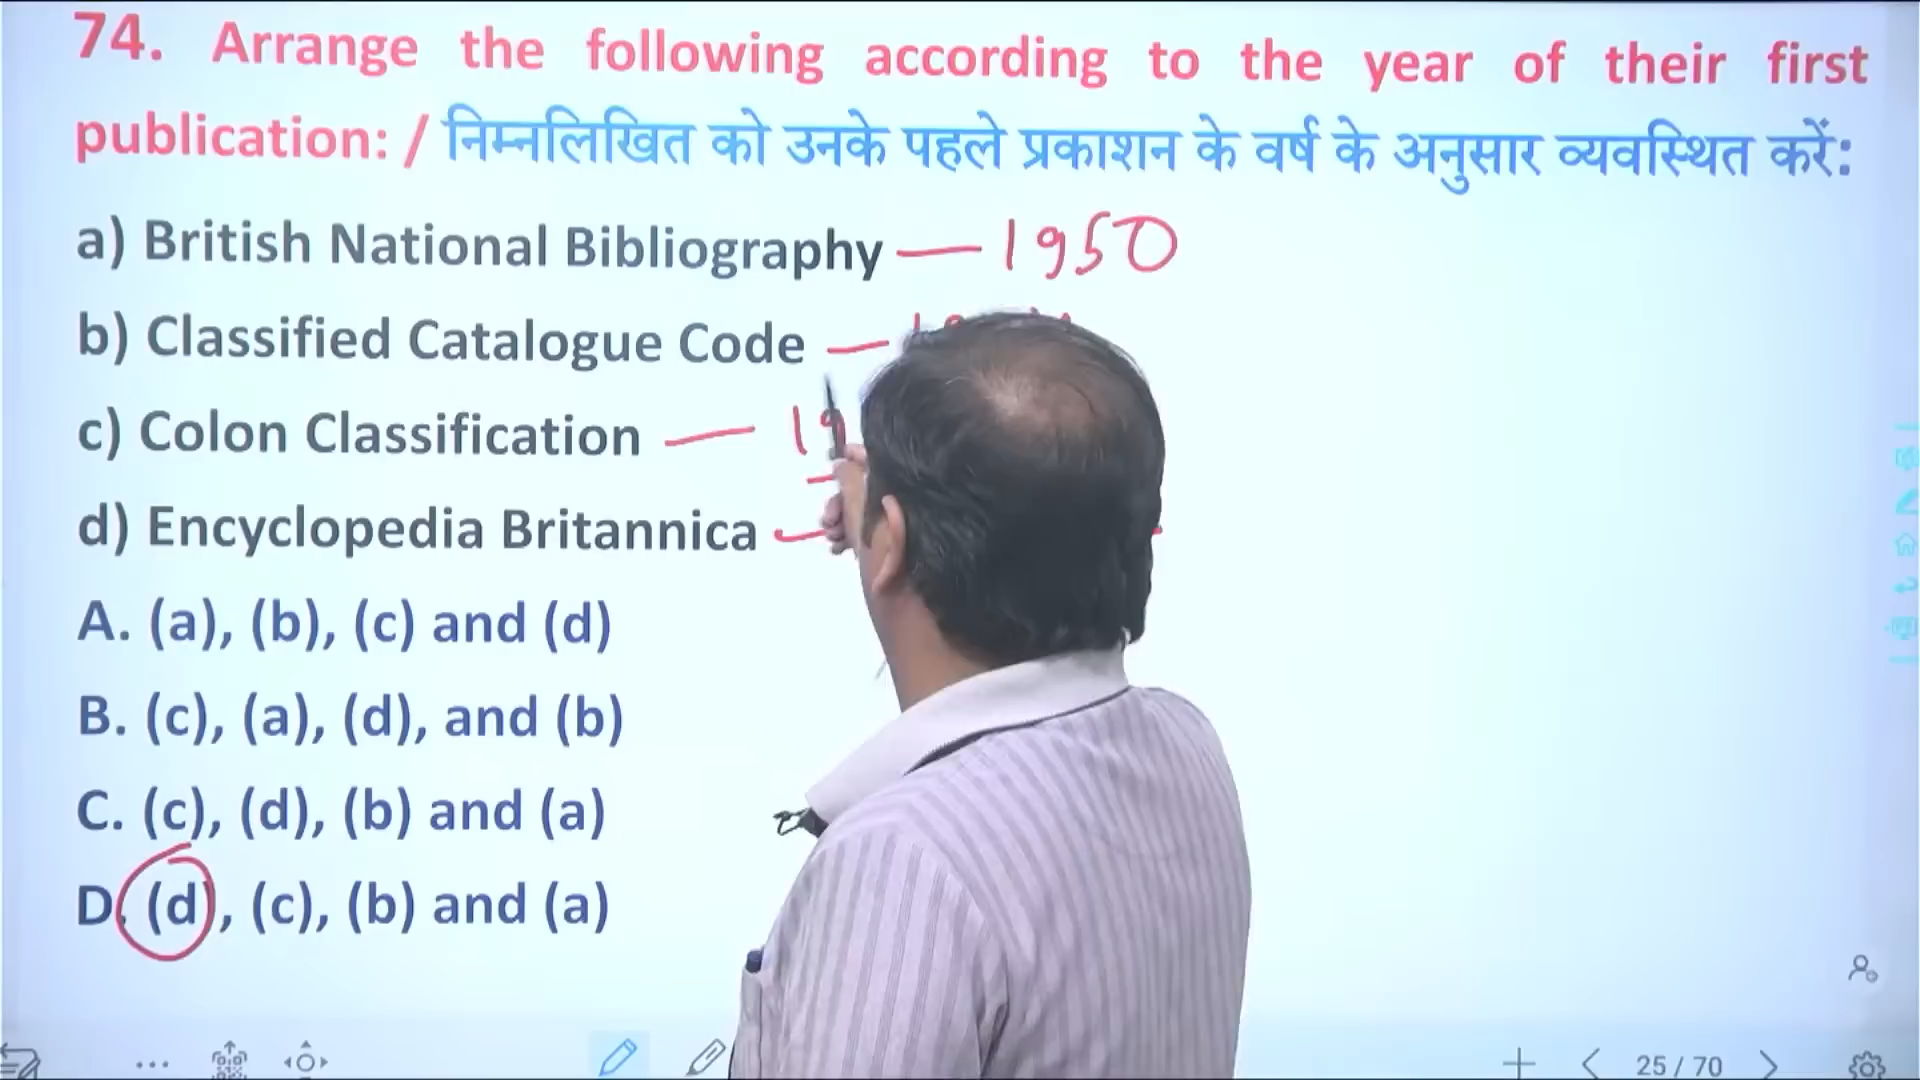 74. Arrange the following according to the year of their first
publication: / निम्नलिखित को उनके पहले प्रकाशन के वर्ष के अनुसार व्यवस्थित करें:
a) British National Bibliography — 1950
b) Classified Catalogue Code —
c) Colon Classification —
d) Encyclopedia Britannica
A. (a), (b), (c) and (d)
B. (c), (a), (d), and (b)
C. (c), (d), (b) and (a)
D. (d), (c), (b) and (a)
25 / 70